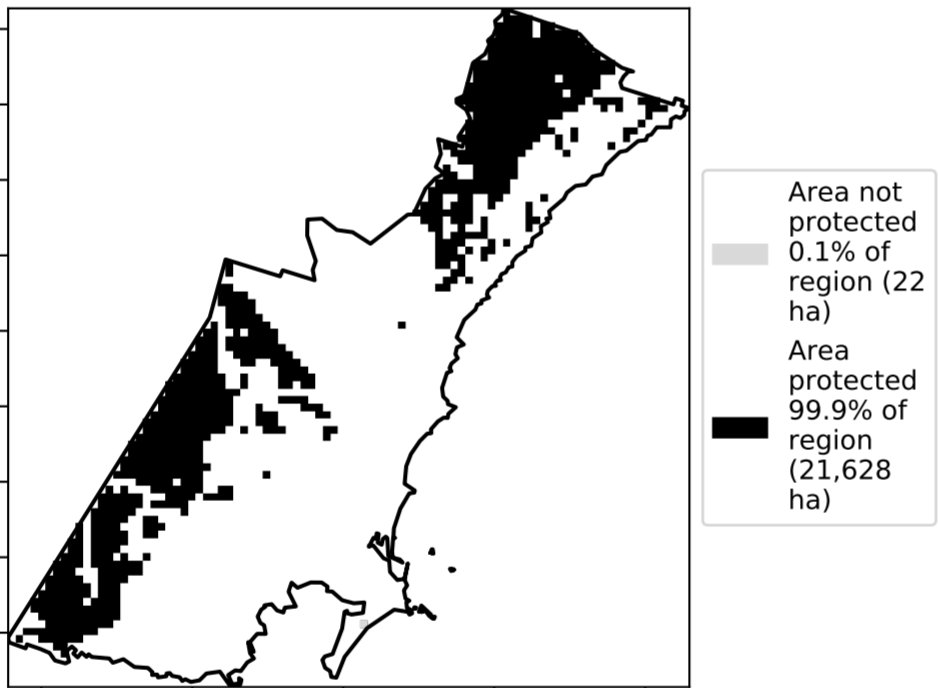 Area not
protected
0.1% of
region (22
ha)
Area
protected
99.9% of
region
(21,628
ha)